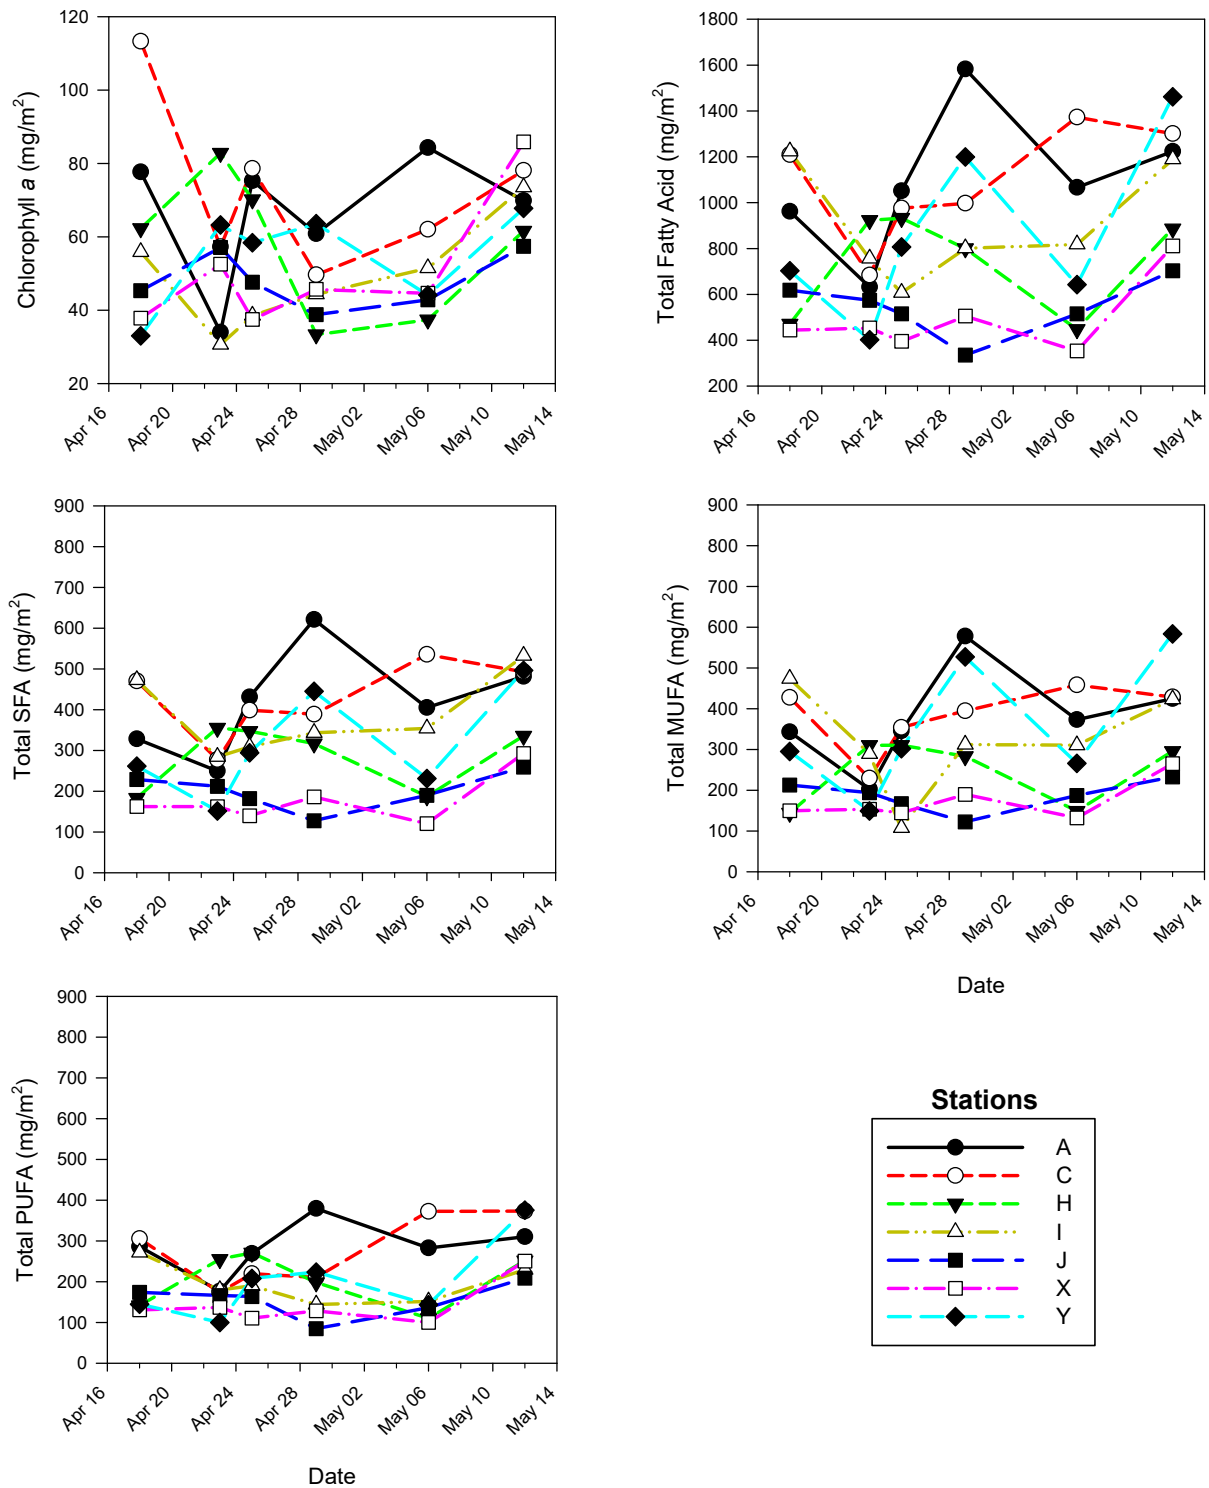 Chlorophyll a (mg/m²)
120
100
80
60
40
20
Apr 16
Apr 20
Apr 24
Apr 28
May 02
May 06
May 10
May 14
Total Fatty Acid (mg/m²)
1800
1600
1400
1200
1000
800
600
400
200
Apr 16
Apr 20
Apr 24
Apr 28
May 02
May 06
May 10
May 14
Total SFA (mg/m²)
900
800
700
600
500
400
300
200
100
0
Apr 16
Apr 20
Apr 24
Apr 28
May 02
May 06
May 10
May 14
Total MUFA (mg/m²)
900
800
700
600
500
400
300
200
100
0
Apr 16
Apr 20
Apr 24
Apr 28
May 02
May 06
May 10
May 14
Date
Total PUFA (mg/m²)
900
800
700
600
500
400
300
200
100
0
Apr 16
Apr 20
Apr 24
Apr 28
May 02
May 06
May 10
May 14
Date
Stations
A
C
H
I
J
X
Y